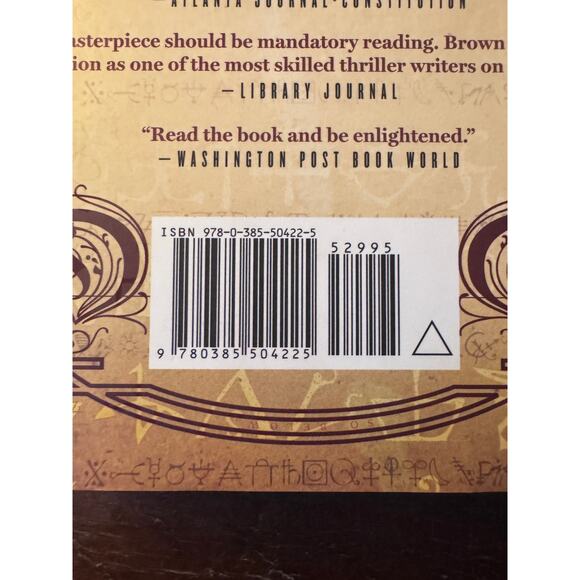 —ATLANTA JOURNAL-CONSTITUTION
asterpiece should be mandatory reading. Brown
ion as one of the most skilled thriller writers on
—LIBRARY JOURNAL
“Read the book and be enlightened.”
—WASHINGTON POST BOOK WORLD
ISBN 978-0-385-50422-5
52995
9 780385 504225